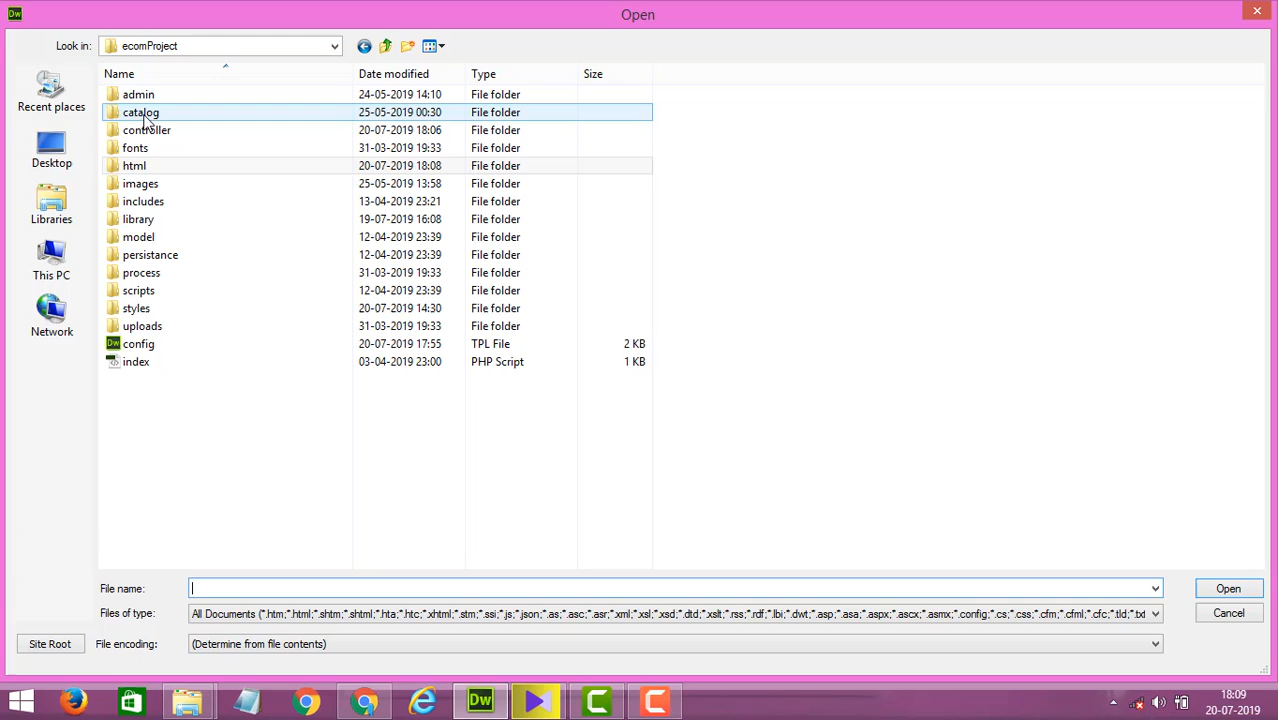 Dw
Open
Look in: ecomProject
Name Date modified Type Size
Recent places
Desktop
Libraries
This PC
Network
admin 24-05-2019 14:10 File folder
catalog 25-05-2019 00:30 File folder
controller 20-07-2019 18:06 File folder
fonts 31-03-2019 19:33 File folder
html 20-07-2019 18:08 File folder
images 25-05-2019 13:58 File folder
includes 13-04-2019 23:21 File folder
library 19-07-2019 16:08 File folder
model 12-04-2019 23:39 File folder
persistance 12-04-2019 23:39 File folder
process 31-03-2019 19:33 File folder
scripts 12-04-2019 23:39 File folder
styles 20-07-2019 14:30 File folder
uploads 31-03-2019 19:33 File folder
Dw config 20-07-2019 17:55 TPL File 2 KB
index 03-04-2019 23:00 PHP Script 1 KB
File name: Open
Files of type: All Documents (*.htm;*.html;*.shtm;*.shtml;*.hta;*.htc;*.xhtml;*.stm;*.ssi;*.js;*.json;*.as;*.asc;*.asr;*.xml;*.xsl;*.xsd;*.dtd;*.xslt;*.rss;*.rdf;*.lbi;*.dwt;*.asp;*.asa;*.aspx;*.ascx;*.asmx;*.config;*.cs;*.css;*.cfm;*.cfml;*.cfc;*.tld;*.txt Cancel
Site Root File encoding: (Determine from file contents)
Dw
18:09
20-07-2019